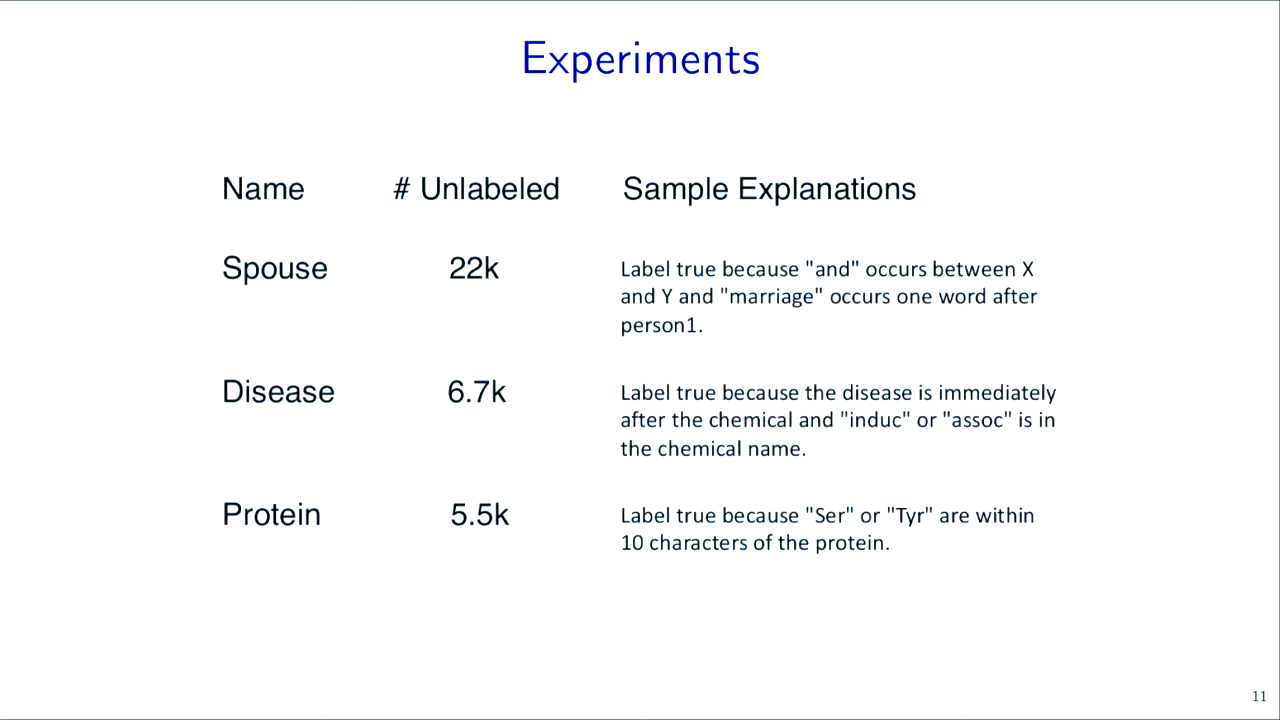 Experiments
Name # Unlabeled Sample Explanations
Spouse 22k Label true because "and" occurs between X
and Y and "marriage" occurs one word after
person1.
Disease 6.7k Label true because the disease is immediately
after the chemical and "induc" or "assoc" is in
the chemical name.
Protein 5.5k Label true because "Ser" or "Tyr" are within
10 characters of the protein.
11